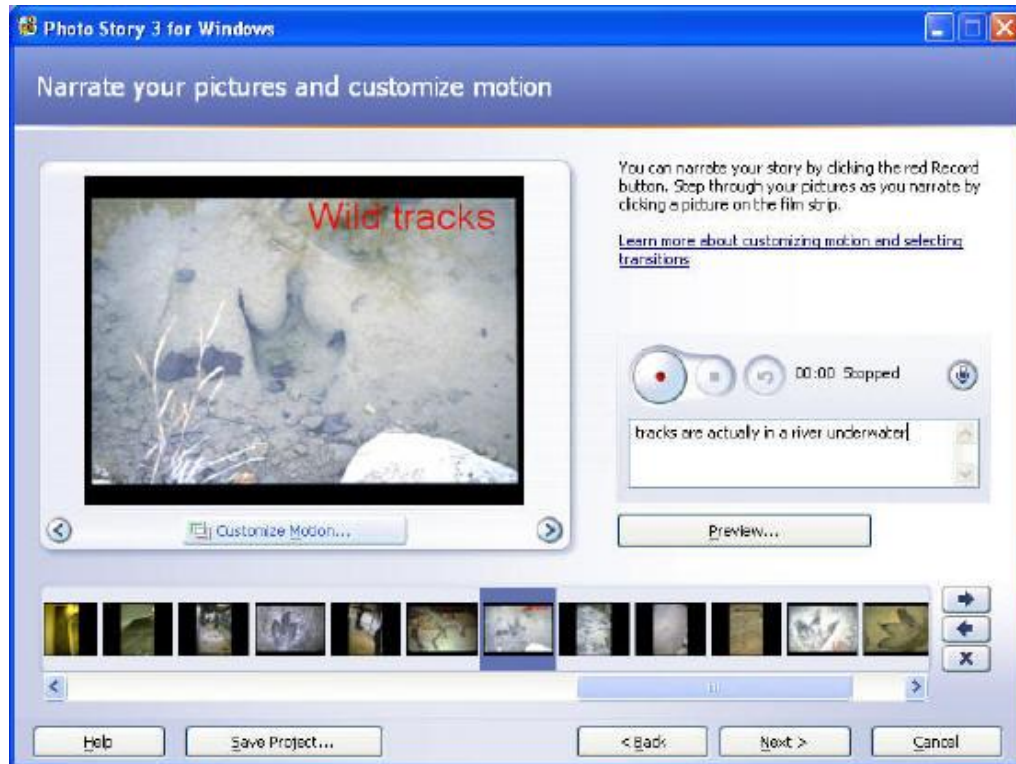 Photo Story 3 for Windows
Narrate your pictures and customize motion
Wild tracks
You can narrate your story by clicking the red Record
button. Step through your pictures as you narrate by
clicking a picture on the film strip.
Learn more about customizing motion and selecting
transitions
00:00 Stopped
tracks are actually in a river underwater
Customize Motion...
Preview...
Help
Save Project...
< Back
Next >
Cancel